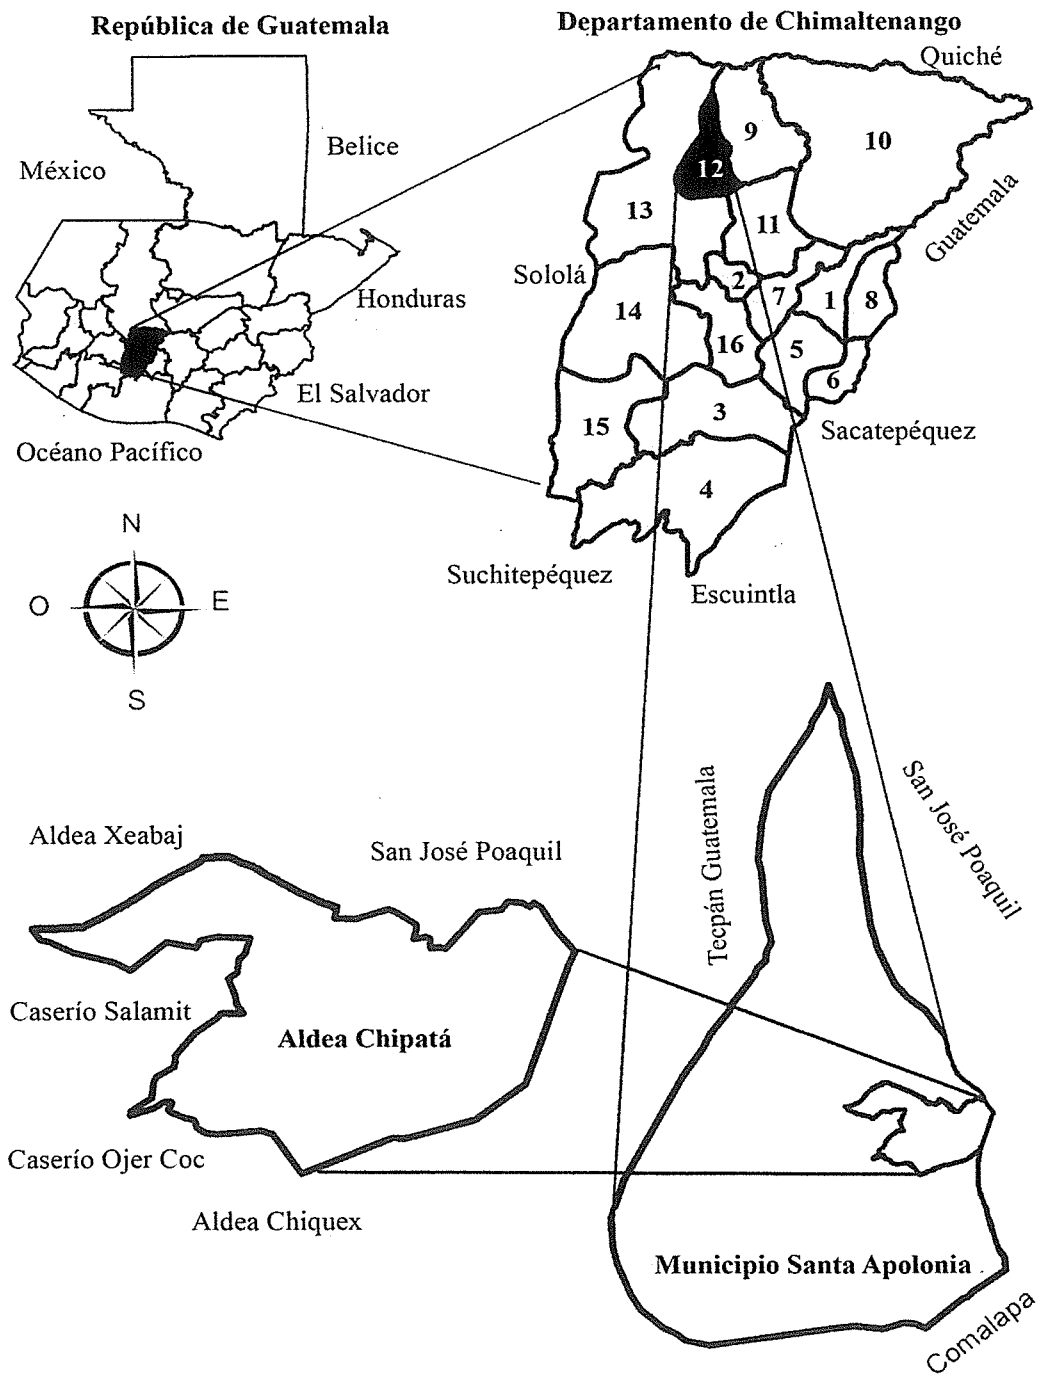 República de Guatemala
Departamento de Chimaltenango
Quiché
México
Belice
Honduras
El Salvador
Océano Pacífico
9
10
12
13
11
Guatemala
Sololá
2
7
1
8
14
16
5
6
3
15
Sacatepéquez
4
Suchitepéquez
Escuintla
N
O
E
S
Tecpán Guatemala
San José Poaquil
Aldea Xeabaj
San José Poaquil
Caserío Salamit
Aldea Chipatá
Caserío Ojer Coc
Aldea Chiquex
Municipio Santa Apolonia
Comalapa